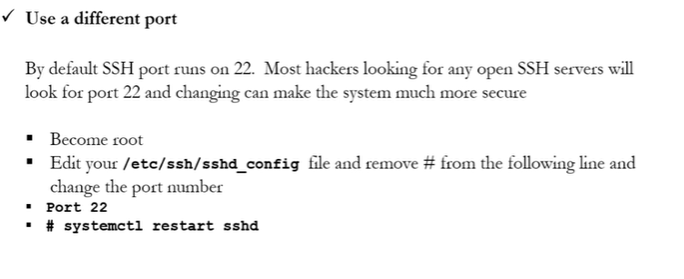 ✓ Use a different port
By default SSH port runs on 22. Most hackers looking for any open SSH servers will
look for port 22 and changing can make the system much more secure
▪ Become root
▪ Edit your /etc/ssh/sshd_config file and remove # from the following line and
change the port number
▪ Port 22
▪ # systemctl restart sshd